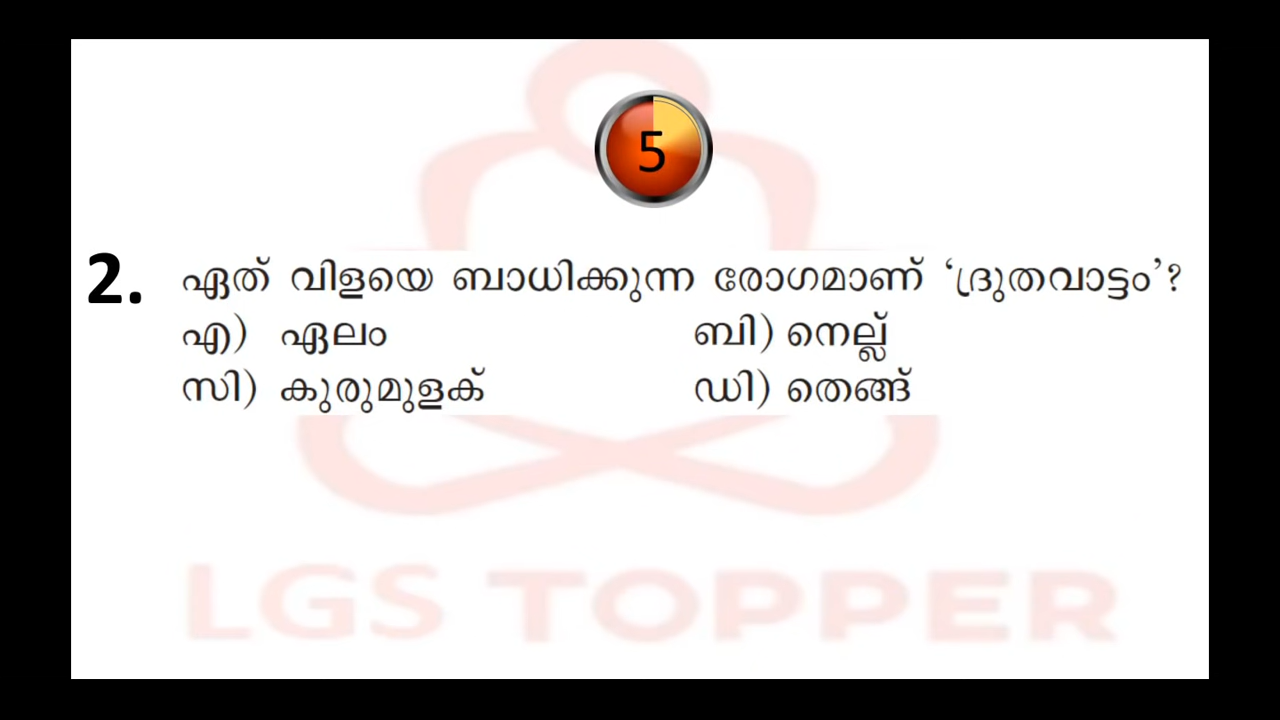 5
2. ഏത് വിളയെ ബാധിക്കുന്ന രോഗമാണ് ‘ദ്രുതവാട്ടം’?
എ) ഏലം ബി) നെല്ല്
സി) കുരുമുളക് ഡി) തെങ്ങ്
LGS TOPPER